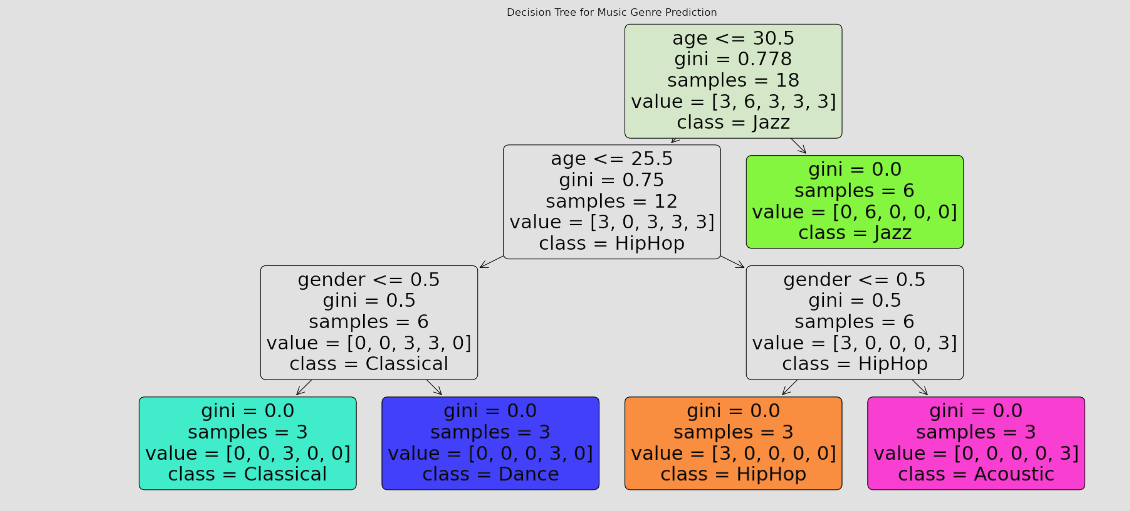 Decision Tree for Music Genre Prediction
age <= 30.5
gini = 0.778
samples = 18
value = [3, 6, 3, 3, 3]
class = Jazz
age <= 25.5
gini = 0.75
samples = 12
value = [3, 0, 3, 3, 3]
class = HipHop
gini = 0.0
samples = 6
value = [0, 6, 0, 0, 0]
class = Jazz
gender <= 0.5
gini = 0.5
samples = 6
value = [0, 0, 3, 3, 0]
class = Classical
gender <= 0.5
gini = 0.5
samples = 6
value = [3, 0, 0, 0, 3]
class = HipHop
gini = 0.0
samples = 3
value = [0, 0, 3, 0, 0]
class = Classical
gini = 0.0
samples = 3
value = [0, 0, 0, 3, 0]
class = Dance
gini = 0.0
samples = 3
value = [3, 0, 0, 0, 0]
class = HipHop
gini = 0.0
samples = 3
value = [0, 0, 0, 0, 3]
class = Acoustic